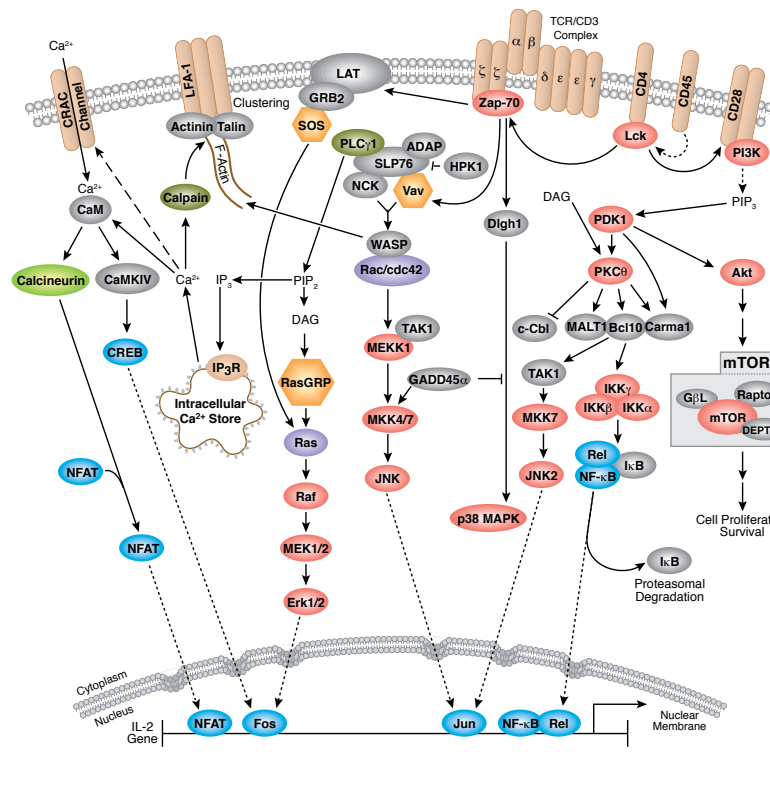 TCR/CD3
Complex
Ca²⁺
CRAC
Channel
LFA-1
Clustering
LAT
GRB2
SOS
α β
ζ ζ
δ ε ε γ
CD4
CD45
CD28
Zap-70
Lck
PI3K
Actinin Talin
F-Actin
PLCγ1
ADAP
SLP76
HPK1
NCK
Vav
Ca²⁺
CaM
Calpain
WASP
Rac/cdc42
Dlgh1
DAG
PDK1
PIP₃
PKCθ
Akt
Calcineurin
CaMKIV
Ca²⁺
IP₃
PIP₂
DAG
CREB
IP₃R
RasGRP
Intracellular
Ca²⁺ Store
TAK1
MEKK1
GADD45α
MKK4/7
JNK
c-Cbl
MALT1
Bcl10
Carma1
TAK1
MKK7
JNK2
IKKγ
IKKβ
IKKα
Rel
NF-κB
IκB
mTOR
GβL
Rapto
mTOR
DEPT
Cell Proliferat
Survival
NFAT
NFAT
Ras
Raf
MEK1/2
Erk1/2
p38 MAPK
IκB
Proteasomal
Degradation
Cytoplasm
Nucleus
IL-2
Gene
NFAT
Fos
Jun
NF-κB
Rel
Nuclear
Membrane